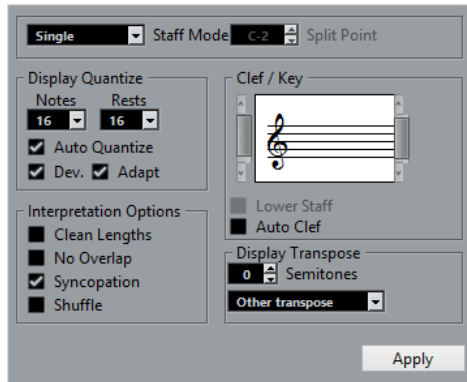 Single Staff Mode C-2 Split Point
Display Quantize
Notes Rests
16 16
Auto Quantize
Dev. Adapt
Interpretation Options
Clean Lengths
No Overlap
Syncopation
Shuffle
Clef / Key
Lower Staff
Auto Clef
Display Transpose
0 Semitones
Other transpose
Apply